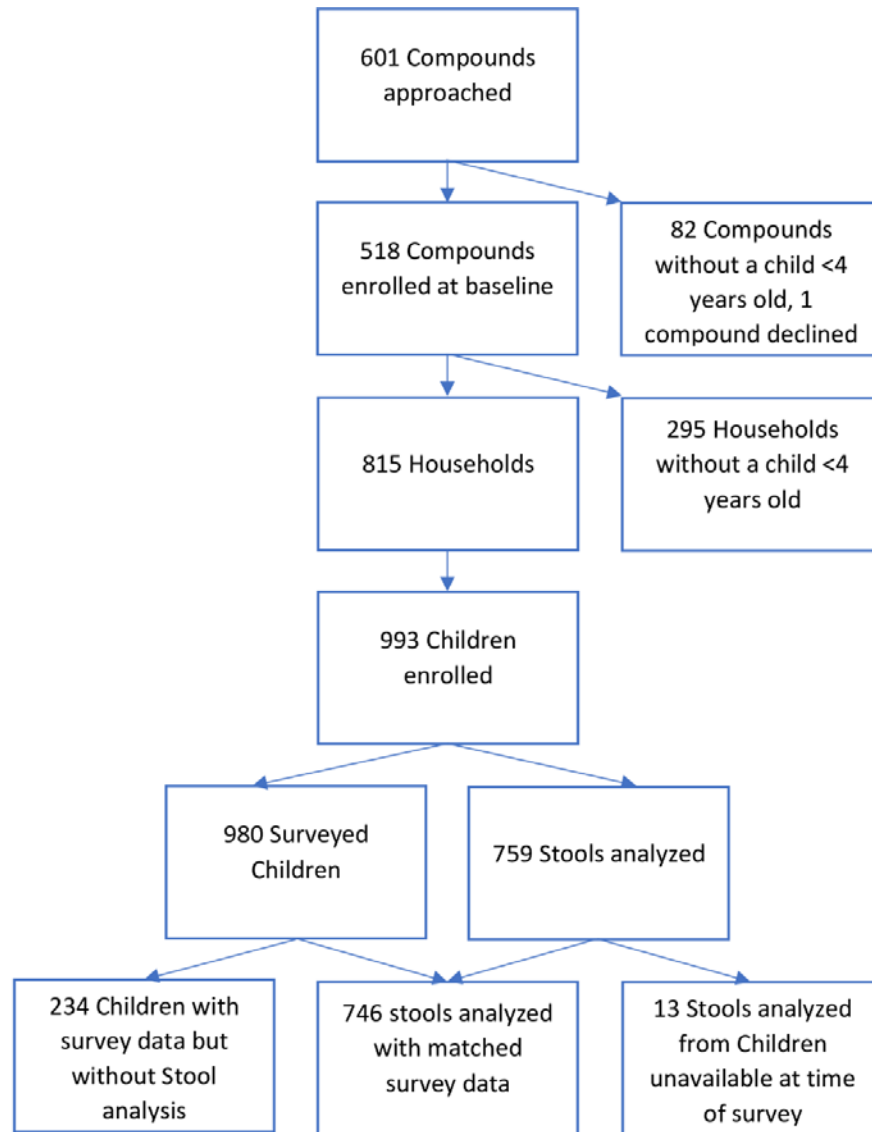 601 Compounds
approached
518 Compounds
enrolled at baseline
82 Compounds
without a child <4
years old, 1
compound declined
815 Households
295 Households
without a child <4
years old
993 Children
enrolled
980 Surveyed
Children
759 Stools analyzed
234 Children with
survey data but
without Stool
analysis
746 stools analyzed
with matched
survey data
13 Stools analyzed
from Children
unavailable at time
of survey